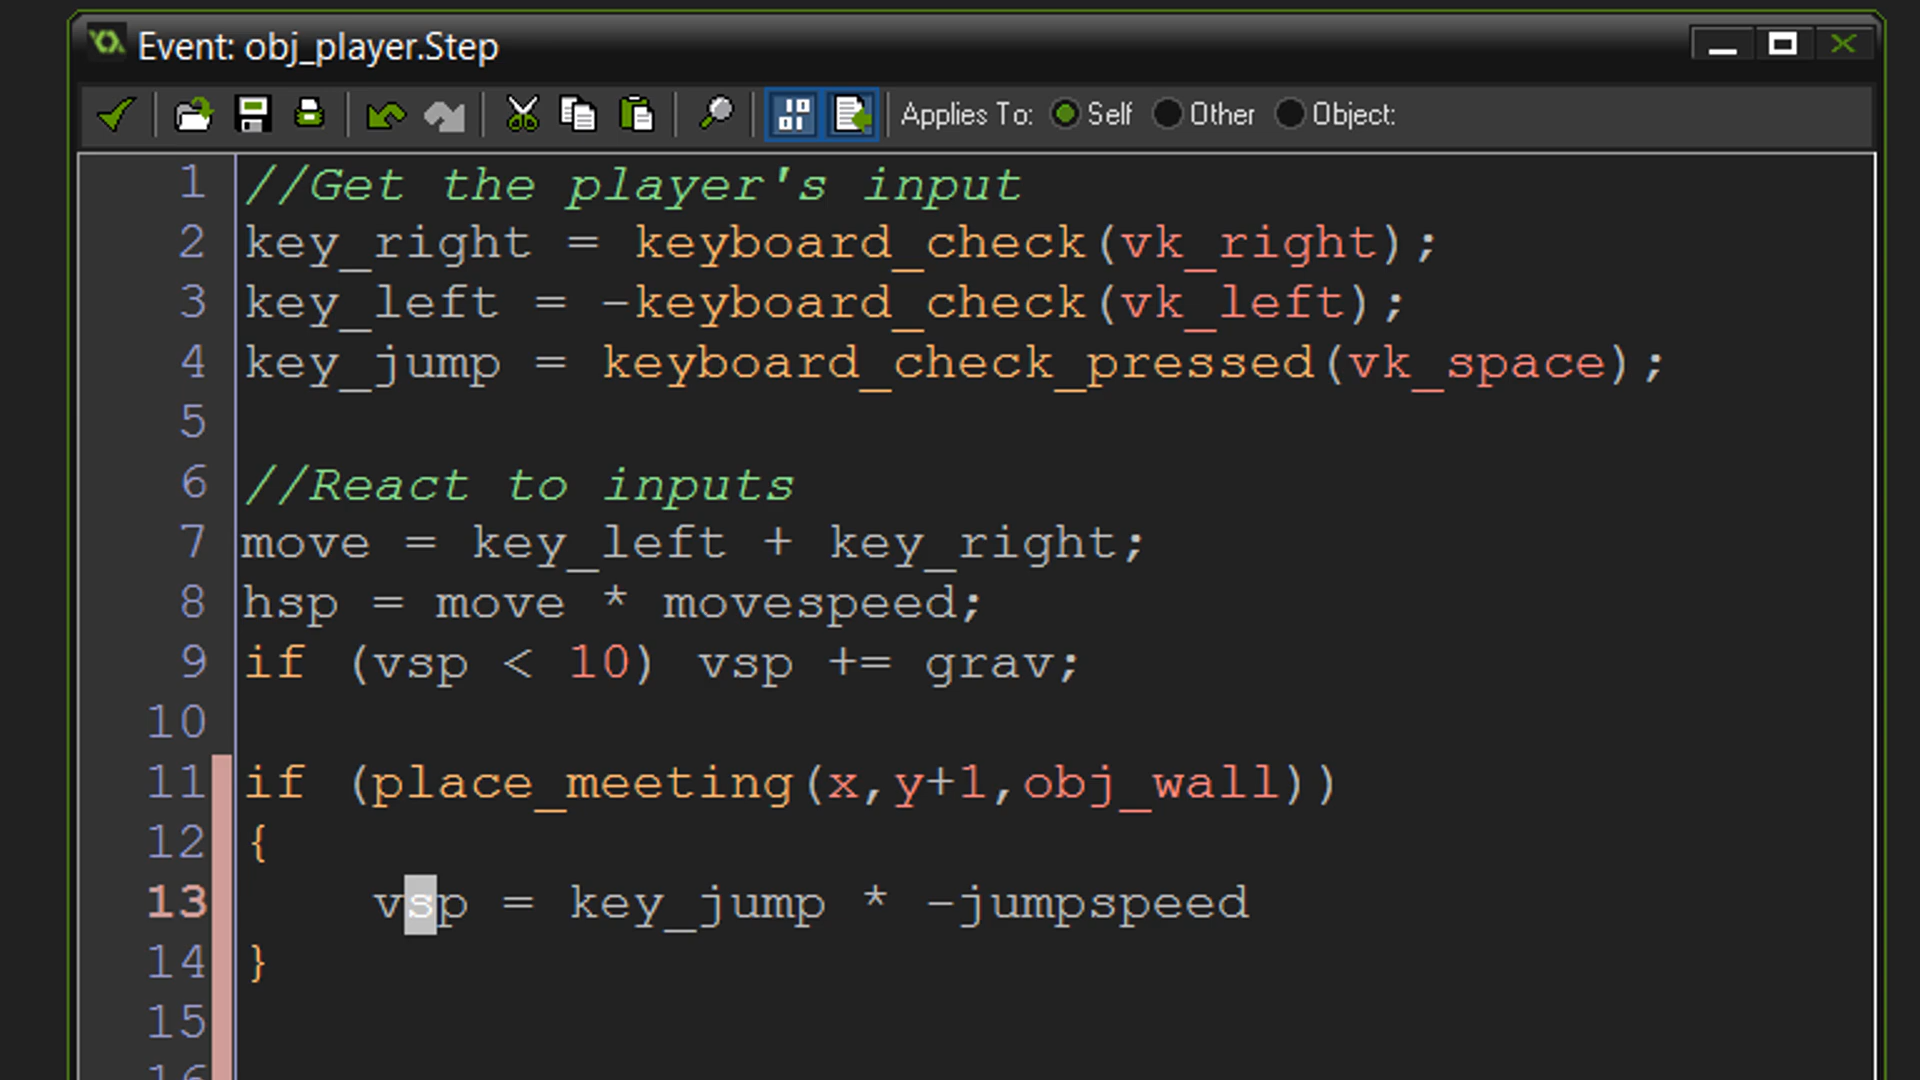 Event: obj_player.Step
Applies To: Self Other Object:
1 //Get the player's input
2 key_right = keyboard_check(vk_right);
3 key_left = -keyboard_check(vk_left);
4 key_jump = keyboard_check_pressed(vk_space);
5
6 //React to inputs
7 move = key_left + key_right;
8 hsp = move * movespeed;
9 if (vsp < 10) vsp += grav;
10
11 if (place_meeting(x,y+1,obj_wall))
12 {
13 vsp = key_jump * -jumpspeed
14 }
15
16